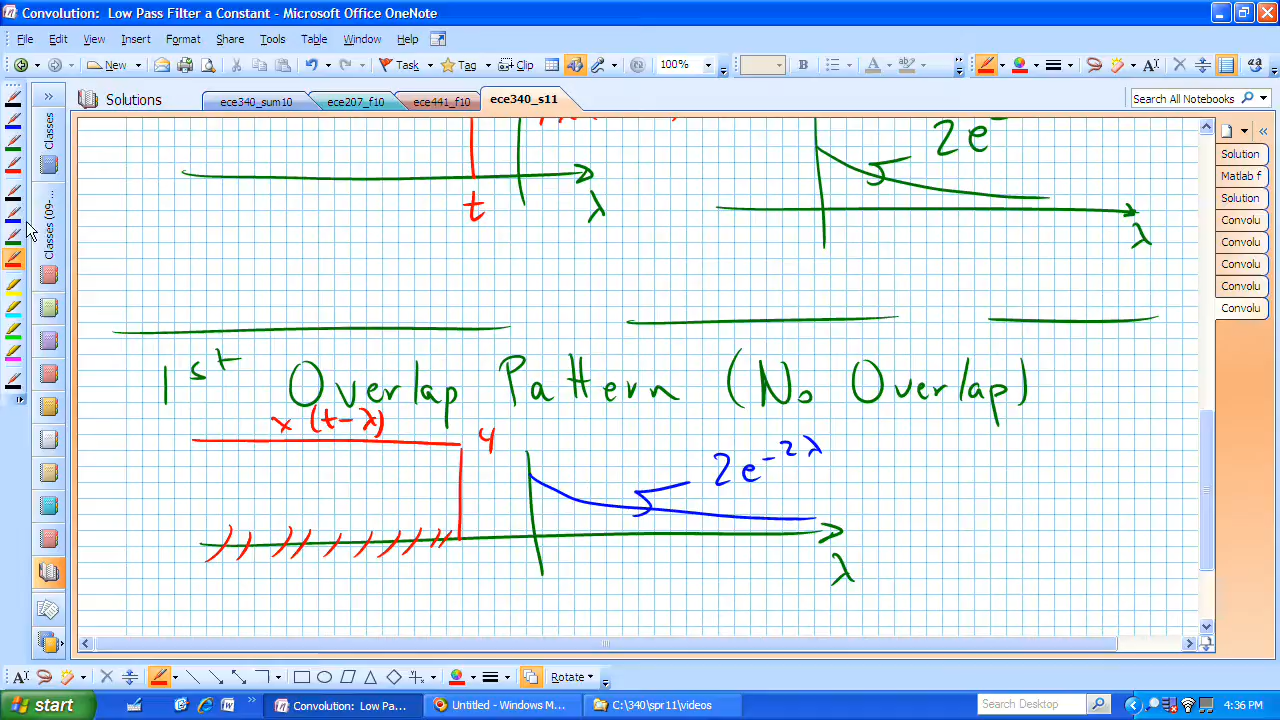 Convolution: Low Pass Filter a Constant - Microsoft Office OneNote
File Edit View Insert Format Share Tools Table Window Help
New Task Tag Clip 100%
Solutions ece340_sum10 ece207_f10 ece441_f10 ece340_s11 Search All Notebooks
Classes
Classes (09-...
Solution
Matlab f
Solution
Convolu
Convolu
Convolu
Convolu
Convolu
2e-
t λ
λ
1st Overlap Pattern (No Overlap)
x(t-λ) 4
2e-2λ
λ
Rotate
start Convolution: Low Pa... Untitled - Windows M... C:\340\spr11\videos Search Desktop 4:36 PM